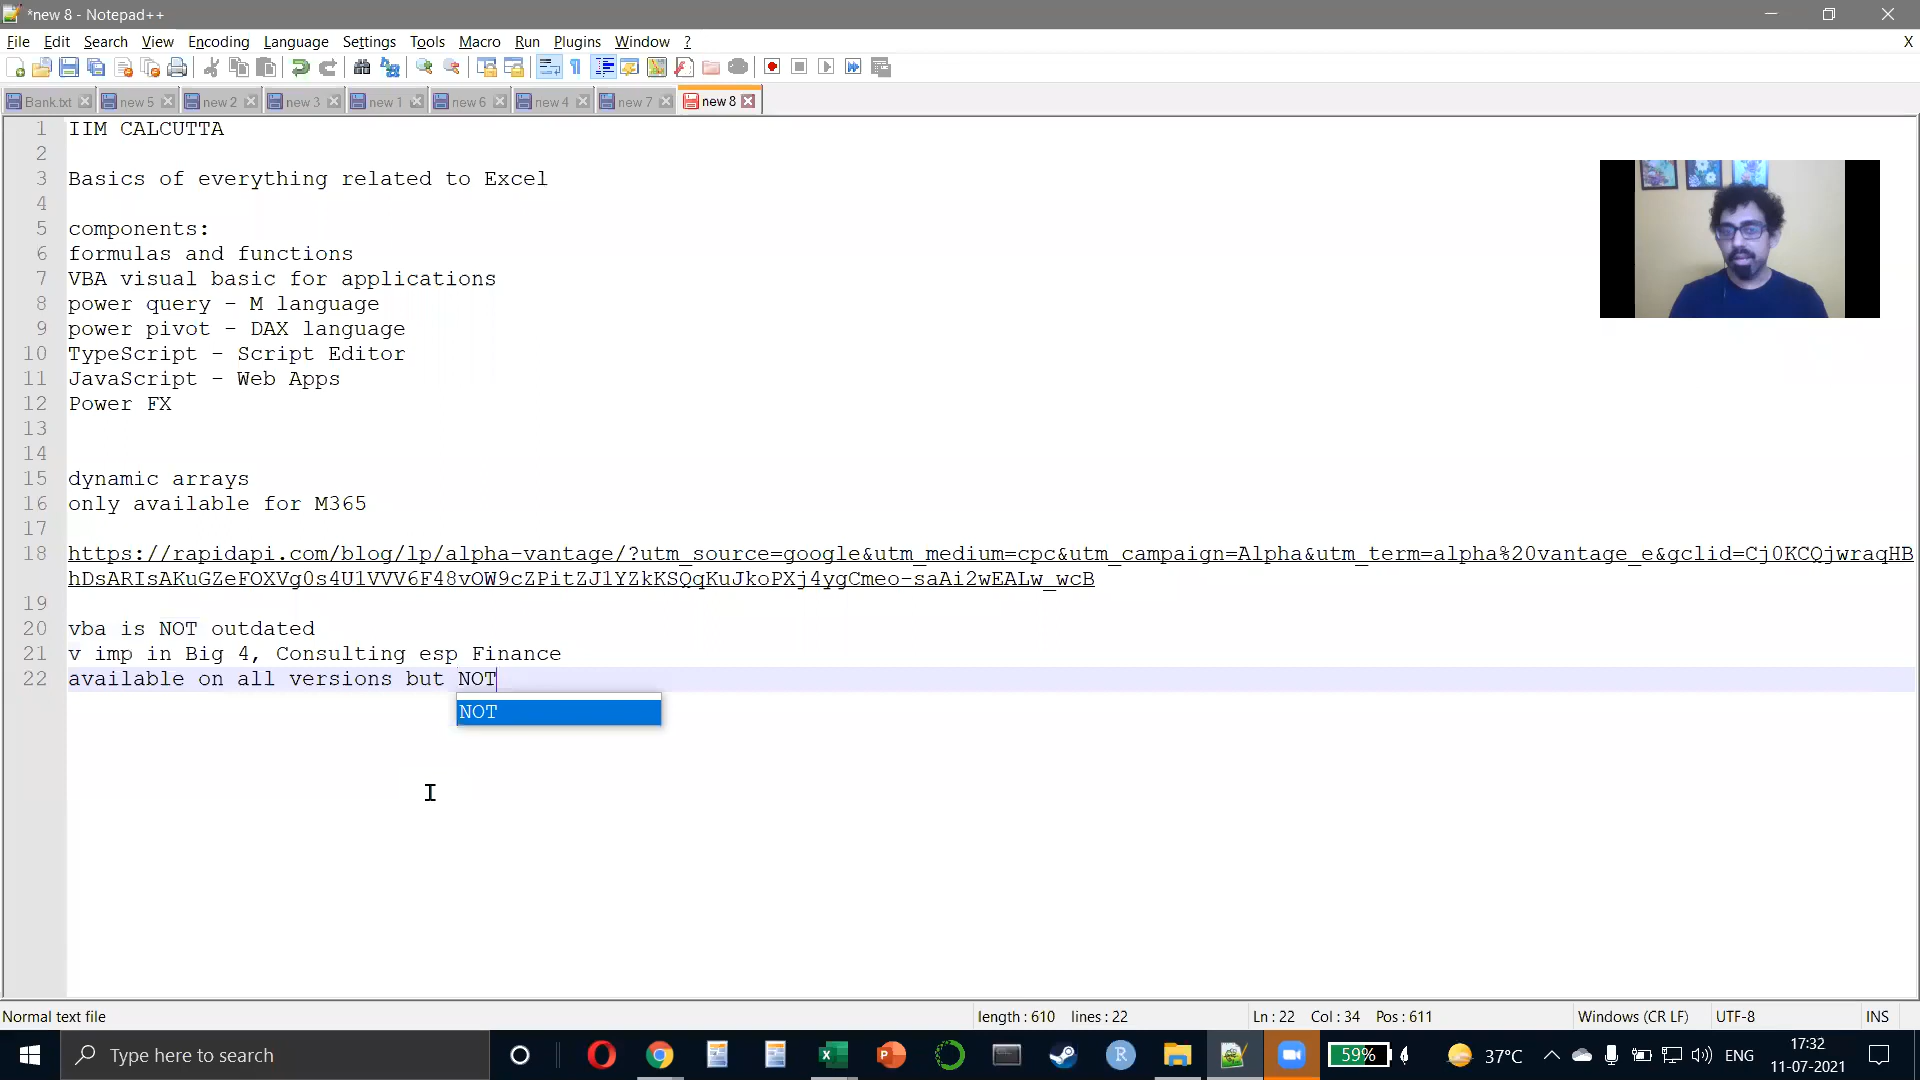 *new 8 - Notepad++
File Edit Search View Encoding Language Settings Tools Macro Run Plugins Window ? X
Bank.txt new 5 new 2 new 3 new 1 new 6 new 4 new 7 new 8
1 IIM CALCUTTA
2
3 Basics of everything related to Excel
4
5 components:
6 formulas and functions
7 VBA visual basic for applications
8 power query - M language
9 power pivot - DAX language
10 TypeScript - Script Editor
11 JavaScript - Web Apps
12 Power FX
13
14
15 dynamic arrays
16 only available for M365
17
18 https://rapidapi.com/blog/lp/alpha-vantage/?utm_source=google&utm_medium=cpc&utm_campaign=Alpha&utm_term=alpha%20vantage_e&gclid=Cj0KCQjwraqHB
hDsARIsAKuGZeFOXVg0s4U1VVV6F48vOW9cZPitZJ1YZkKSQqKuJkoPXj4ygCmeo-saAi2wEALw_wcB
19
20 vba is NOT outdated
21 v imp in Big 4, Consulting esp Finance
22 available on all versions but NOT
NOT
Normal text file length : 610 lines : 22 Ln : 22 Col : 34 Pos : 611 Windows (CR LF) UTF-8 INS
Type here to search 59% 37°C ENG 17:32
11-07-2021